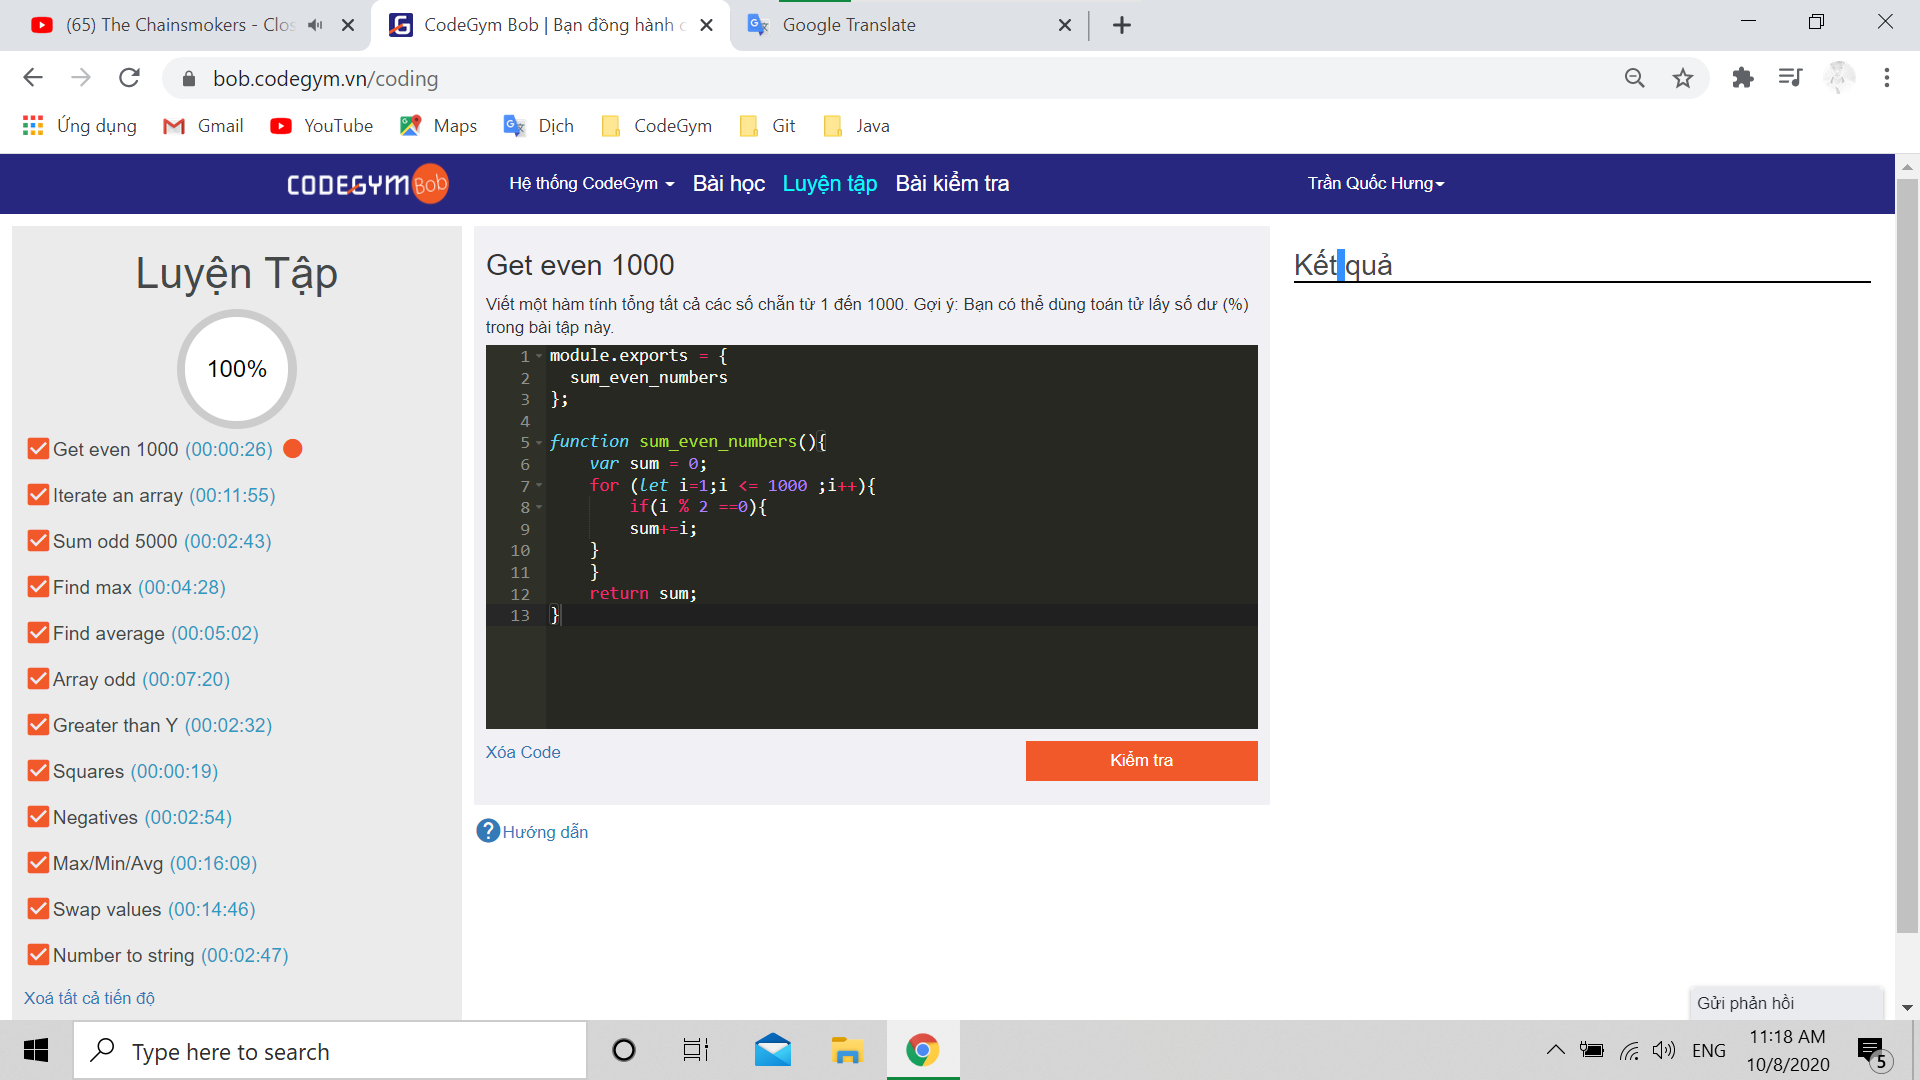 (65) The Chainsmokers - Clos
CodeGym Bob | Bạn đồng hành c
Google Translate
bob.codegym.vn/coding
Ứng dụng
Gmail
YouTube
Maps
Dịch
CodeGym
Git
Java
CODEGYM Bob
Hệ thống CodeGym
Bài học
Luyện tập
Bài kiểm tra
Trần Quốc Hưng
Luyện Tập
100%
Get even 1000 (00:00:26)
Iterate an array (00:11:55)
Sum odd 5000 (00:02:43)
Find max (00:04:28)
Find average (00:05:02)
Array odd (00:07:20)
Greater than Y (00:02:32)
Squares (00:00:19)
Negatives (00:02:54)
Max/Min/Avg (00:16:09)
Swap values (00:14:46)
Number to string (00:02:47)
Xoá tất cả tiến độ
Get even 1000
Viết một hàm tính tổng tất cả các số chẵn từ 1 đến 1000. Gợi ý: Bạn có thể dùng toán tử lấy số dư (%)
trong bài tập này.
1 module.exports = {
2 sum_even_numbers
3 };
4
5 function sum_even_numbers(){
6 var sum = 0;
7 for (let i=1;i <= 1000 ;i++){
8 if(i % 2 ==0){
9 sum+=i;
10 }
11 }
12 return sum;
13 }
Xóa Code
Kiểm tra
Hướng dẫn
Kết quả
Gửi phản hồi
Type here to search
ENG
11:18 AM
10/8/2020
5